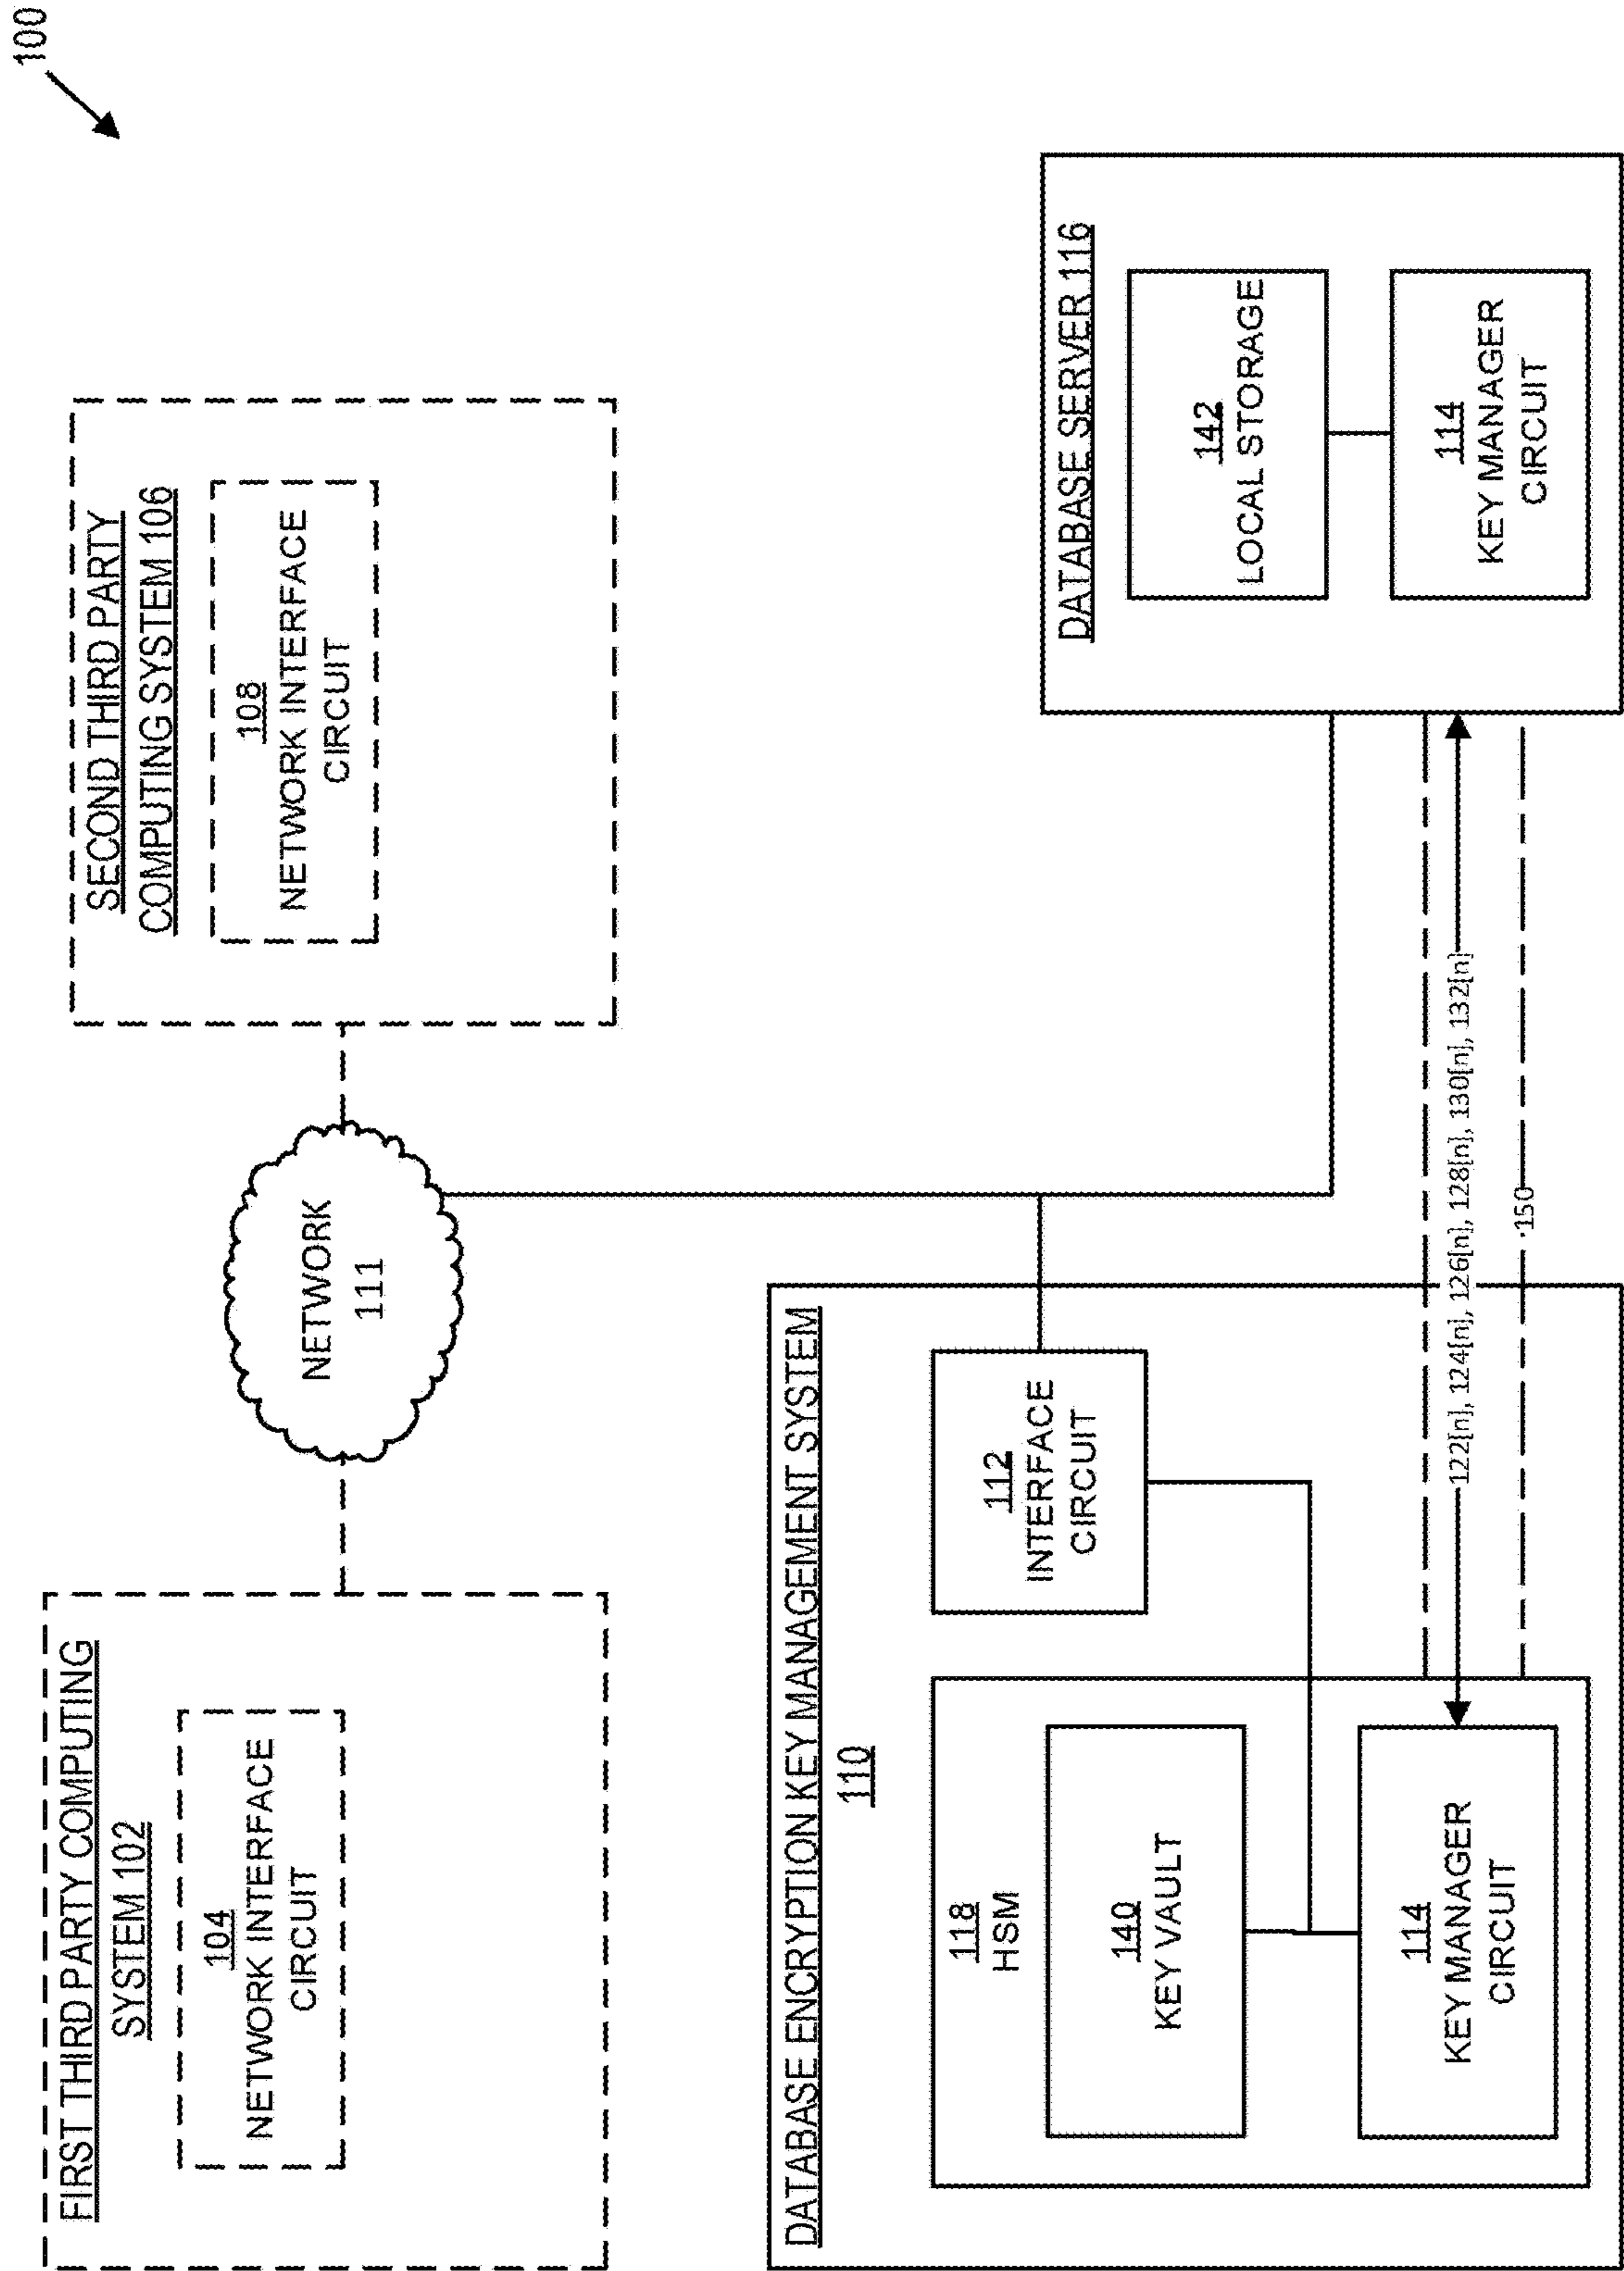 100
FIRST THIRD PARTY COMPUTING
SYSTEM 102
104
NETWORK INTERFACE
CIRCUIT
NETWORK
111
SECOND THIRD PARTY
COMPUTING SYSTEM 106
108
NETWORK INTERFACE
CIRCUIT
DATABASE ENCRYPTION KEY MANAGEMENT SYSTEM
110
118
HSM
140
KEY VAULT
114
KEY MANAGER
CIRCUIT
112
INTERFACE
CIRCUIT
122[n], 124[n], 126[n], 128[n], 130[n], 132[n]
150
DATABASE SERVER 116
142
LOCAL STORAGE
114
KEY MANAGER
CIRCUIT